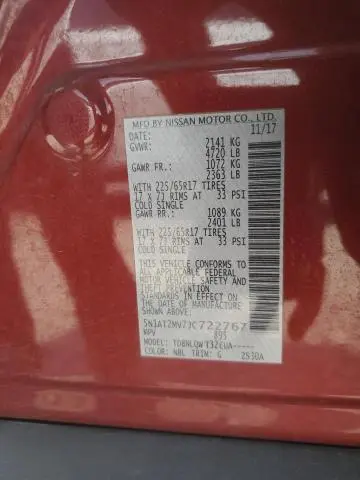 MFD BY NISSAN MOTOR CO., LTD.
DATE: 11/17
GVWR: 2141 KG
4720 LB
GAWR FR.: 1072 KG
2363 LB
WITH 225/65R17 TIRES
17 X 7J RIMS AT 33 PSI
COLD SINGLE
GAWR RR.: 1089 KG
2401 LB
WITH 225/65R17 TIRES
17 X 7J RIMS AT 33 PSI
COLD SINGLE
THIS VEHICLE CONFORMS TO
ALL APPLICABLE FEDERAL
MOTOR VEHICLE SAFETY AND
THEFT PREVENTION
STANDARDS IN EFFECT ON
THE DATE OF MANUFACTURE
SHOWN ABOVE.
5N1AT2MV7JC722767
MPV 895
MODEL:
COLOR: NBL TRIM: G